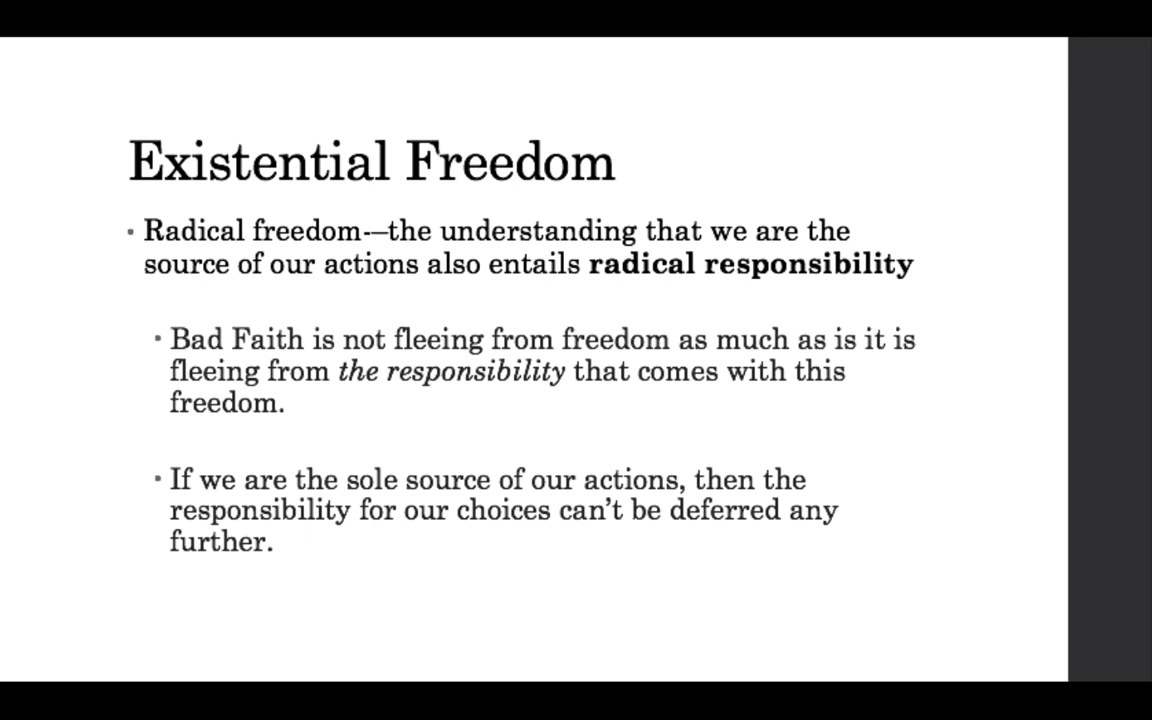 Existential Freedom
• Radical freedom-–the understanding that we are the
source of our actions also entails radical responsibility
• Bad Faith is not fleeing from freedom as much as is it is
fleeing from the responsibility that comes with this
freedom.
• If we are the sole source of our actions, then the
responsibility for our choices can’t be deferred any
further.